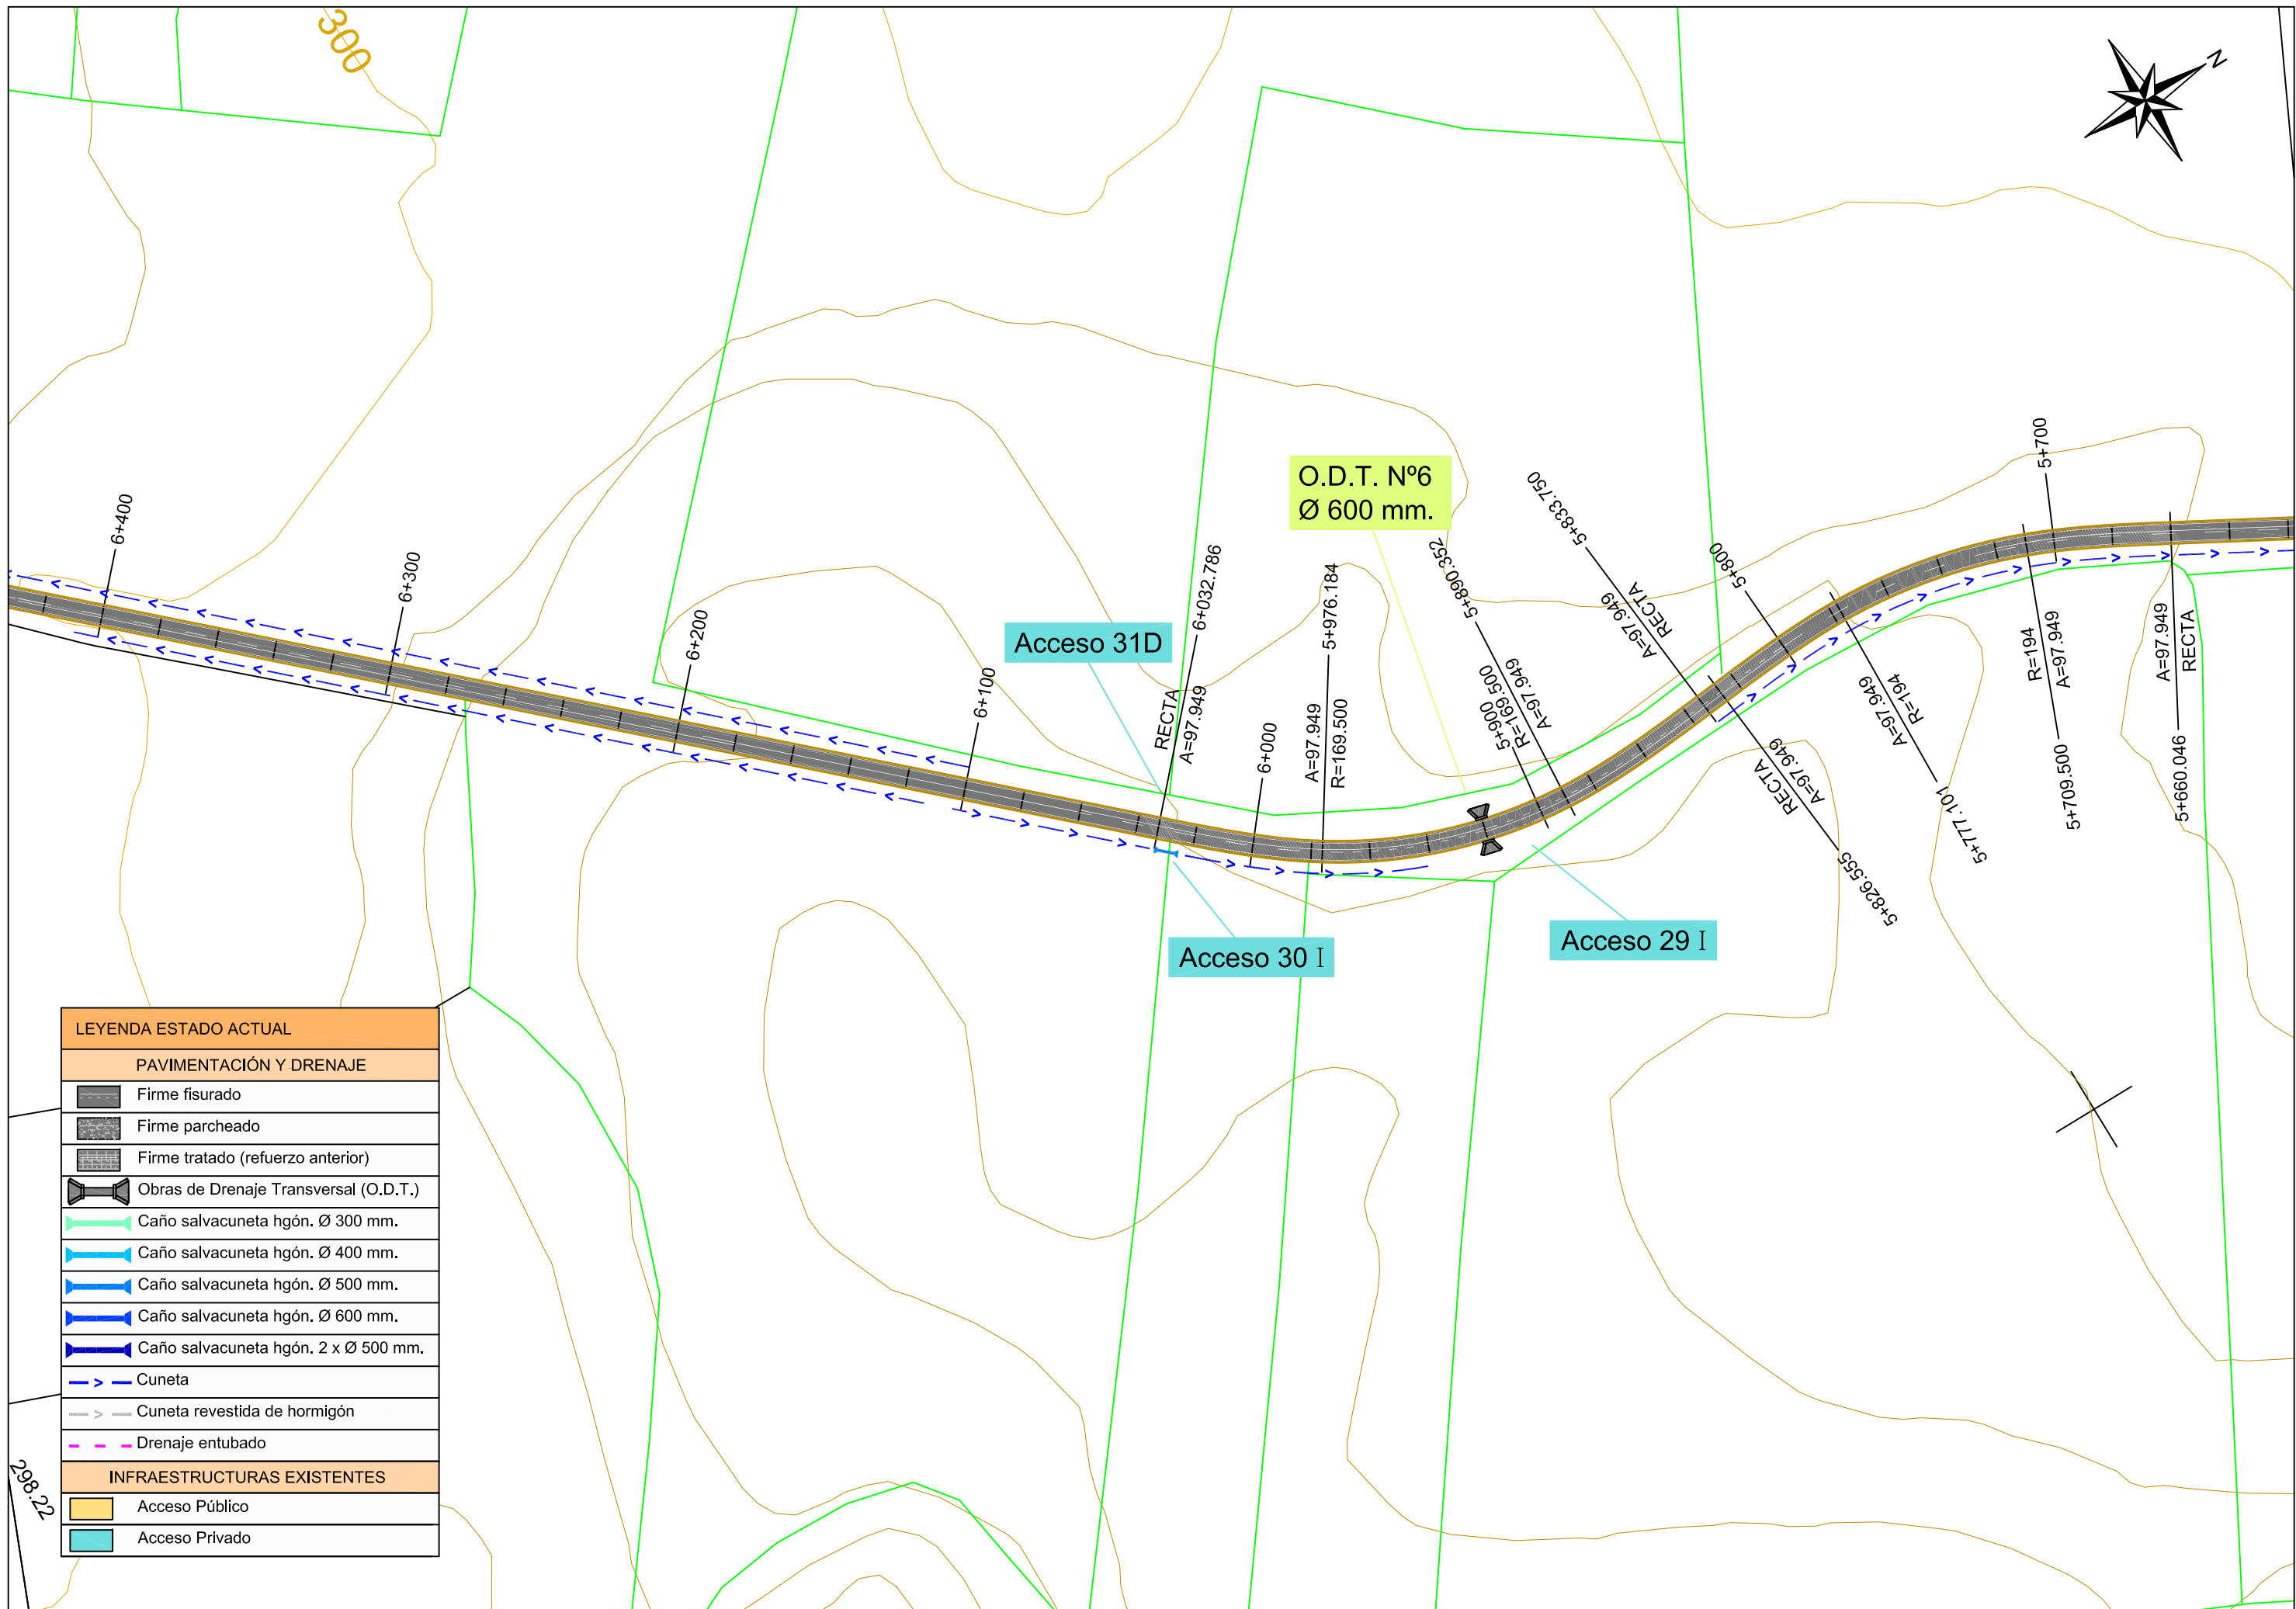 300
N
6+400
6+300
6+200
6+100
Acceso 31D
6+032.786
RECTA
A=97.949
6+000
5+976.184
A=97.949
R=169.500
O.D.T. Nº6
Ø 600 mm.
5+890.352
5+900
R=169.500
A=97.949
5+833.750
A=97.949
RECTA
5+800
5+826.555
RECTA
A=97.949
5+777.101
A=97.949
R=194
5+700
5+709.500
R=194
A=97.949
5+660.046
A=97.949
RECTA
Acceso 30 I
Acceso 29 I
LEYENDA ESTADO ACTUAL
PAVIMENTACIÓN Y DRENAJE
Firme fisurado
Firme parcheado
Firme tratado (refuerzo anterior)
Obras de Drenaje Transversal (O.D.T.)
Caño salvacuneta hgón. Ø 300 mm.
Caño salvacuneta hgón. Ø 400 mm.
Caño salvacuneta hgón. Ø 500 mm.
Caño salvacuneta hgón. Ø 600 mm.
Caño salvacuneta hgón. 2 x Ø 500 mm.
Cuneta
Cuneta revestida de hormigón
Drenaje entubado
INFRAESTRUCTURAS EXISTENTES
Acceso Público
Acceso Privado
298.22